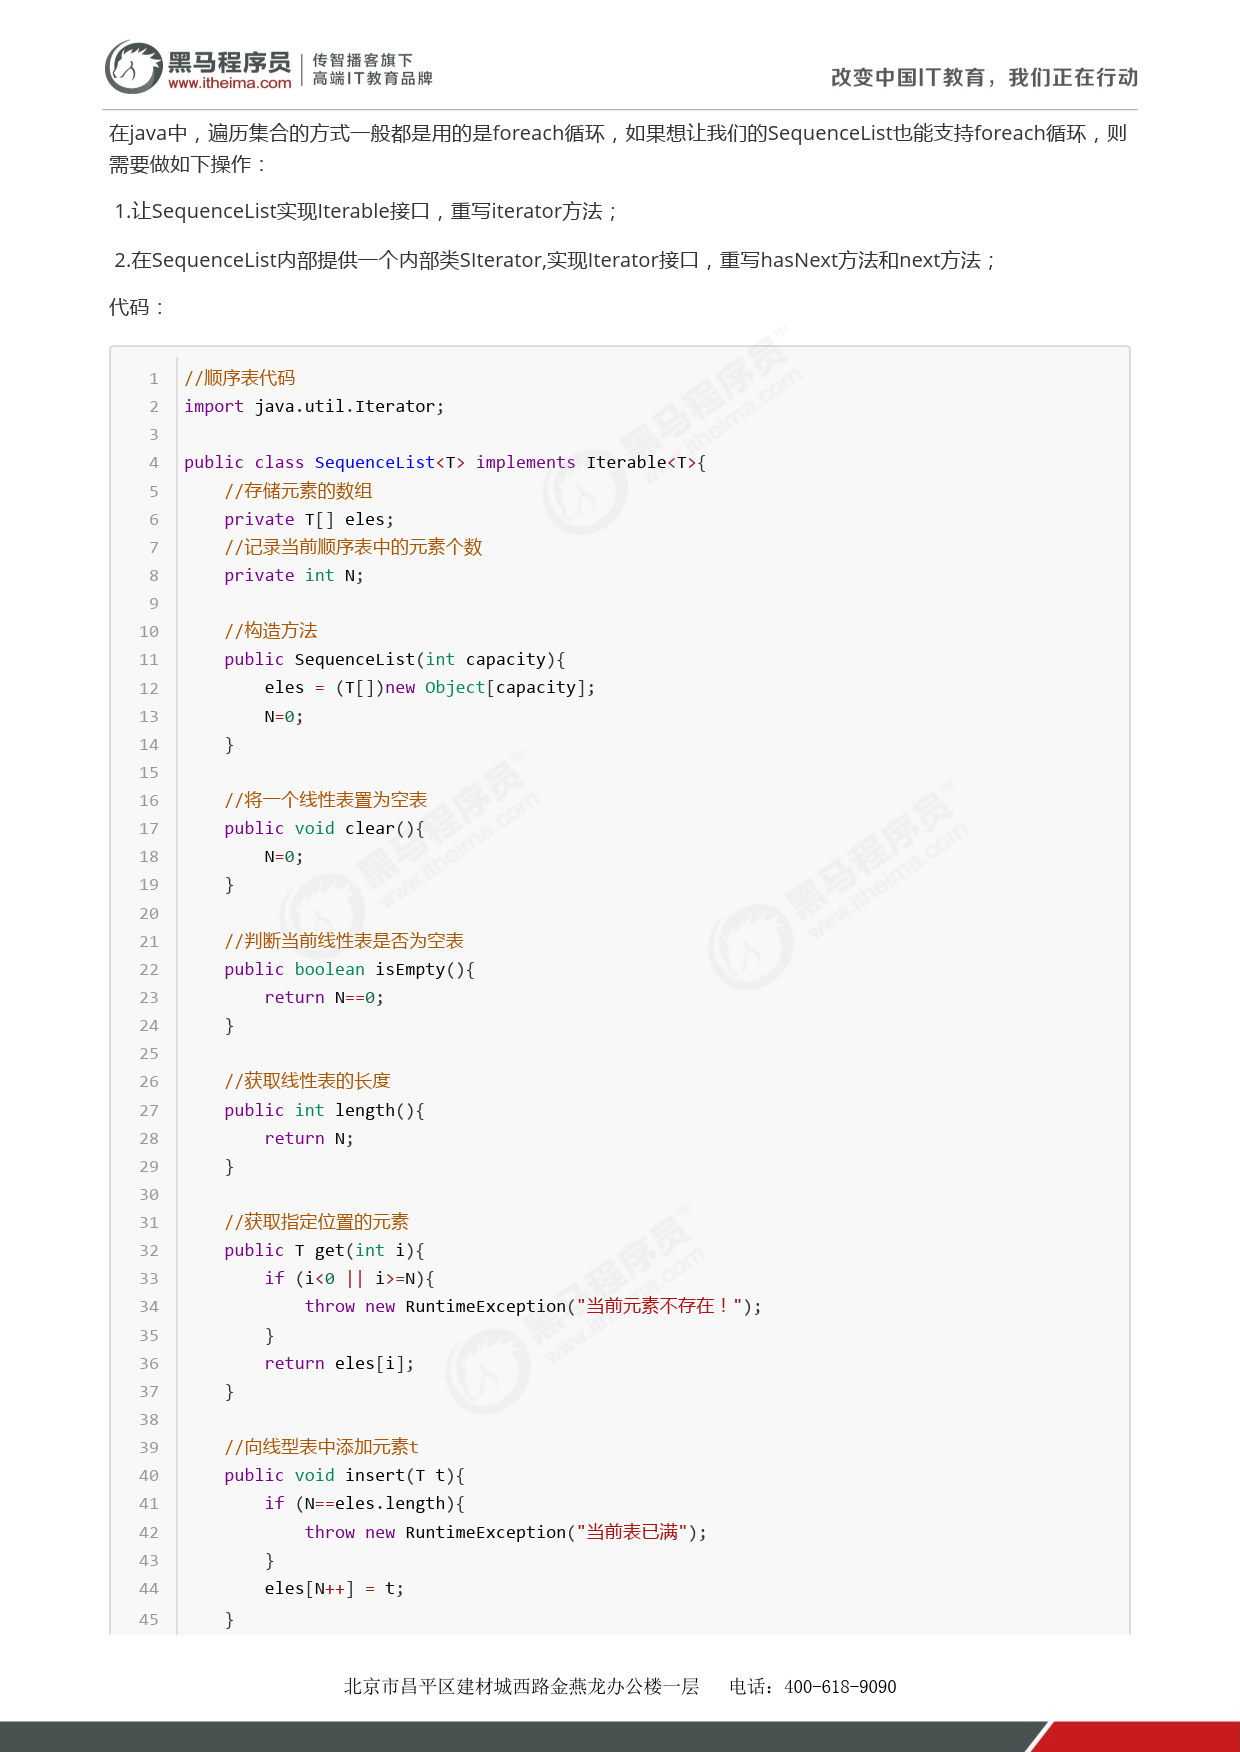 黑马程序员 www.itheima.com 传智播客旗下 高端IT教育品牌
改变中国IT教育，我们正在行动
在java中，遍历集合的方式一般都是用的是foreach循环，如果想让我们的SequenceList也能支持foreach循环，则
需要做如下操作：
1.让SequenceList实现Iterable接口，重写iterator方法；
2.在SequenceList内部提供一个内部类SIterator,实现Iterator接口，重写hasNext方法和next方法；
代码：
1 //顺序表代码
2 import java.util.Iterator;
3
4 public class SequenceList<T> implements Iterable<T>{
5     //存储元素的数组
6     private T[] eles;
7     //记录当前顺序表中的元素个数
8     private int N;
9
10     //构造方法
11     public SequenceList(int capacity){
12         eles = (T[])new Object[capacity];
13         N=0;
14     }
15
16     //将一个线性表置为空表
17     public void clear(){
18         N=0;
19     }
20
21     //判断当前线性表是否为空表
22     public boolean isEmpty(){
23         return N==0;
24     }
25
26     //获取线性表的长度
27     public int length(){
28         return N;
29     }
30
31     //获取指定位置的元素
32     public T get(int i){
33         if (i<0 || i>=N){
34             throw new RuntimeException("当前元素不存在！");
35         }
36         return eles[i];
37     }
38
39     //向线型表中添加元素t
40     public void insert(T t){
41         if (N==eles.length){
42             throw new RuntimeException("当前表已满");
43         }
44         eles[N++] = t;
45     }
北京市昌平区建材城西路金燕龙办公楼一层 电话：400-618-9090